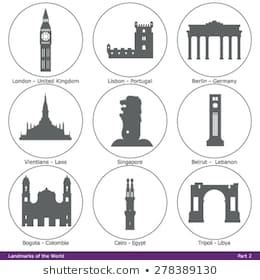 London - United Kingdom
Lisbon - Portugal
Berlin - Germany
Vientiane - Laos
Singapore
Beirut - Lebanon
Bogota - Colombia
Cairo - Egypt
Tripoli - Libya
Landmarks of the World
Part 2
shutterstock.com • 278389130